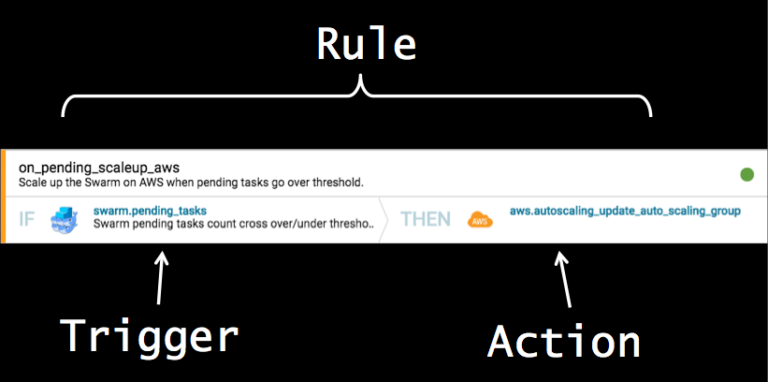 Rule
on_pending_scaleup_aws
Scale up the Swarm on AWS when pending tasks go over threshold.
IF
swarm.pending_tasks
Swarm pending tasks count cross over/under thresho..
THEN
AWS
aws.autoscaling_update_auto_scaling_group
Trigger
Action